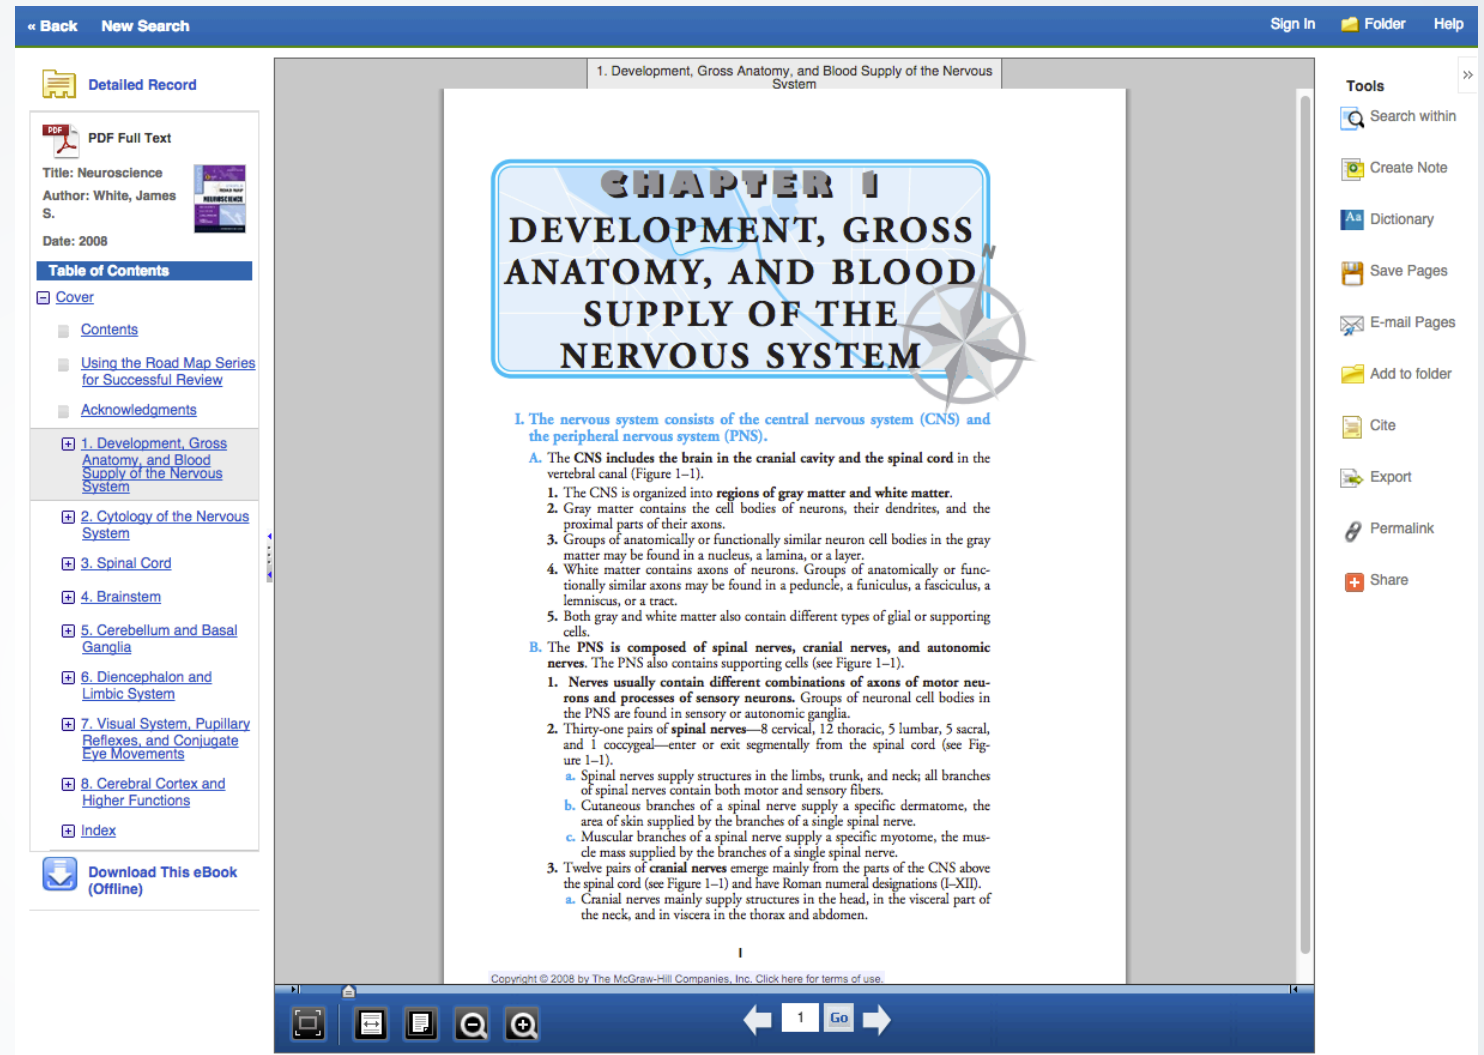 « Back New Search Sign In Folder Help
Detailed Record
PDF PDF Full Text
Title: Neuroscience
Author: White, James
S.
ROAD MAP
NEUROSCIENCE
Date: 2008
Table of Contents
Cover
Contents
Using the Road Map Series
for Successful Review
Acknowledgments
1. Development, Gross
Anatomy, and Blood
Supply of the Nervous
System
2. Cytology of the Nervous
System
3. Spinal Cord
4. Brainstem
5. Cerebellum and Basal
Ganglia
6. Diencephalon and
Limbic System
7. Visual System, Pupillary
Reflexes, and Conjugate
Eye Movements
8. Cerebral Cortex and
Higher Functions
Index
Download This eBook
(Offline)
1. Development, Gross Anatomy, and Blood Supply of the Nervous
System
CHAPTER 1
DEVELOPMENT, GROSS
ANATOMY, AND BLOOD
SUPPLY OF THE
NERVOUS SYSTEM
N
I. The nervous system consists of the central nervous system (CNS) and
the peripheral nervous system (PNS).
A. The CNS includes the brain in the cranial cavity and the spinal cord in the
vertebral canal (Figure 1–1).
1. The CNS is organized into regions of gray matter and white matter.
2. Gray matter contains the cell bodies of neurons, their dendrites, and the
proximal parts of their axons.
3. Groups of anatomically or functionally similar neuron cell bodies in the gray
matter may be found in a nucleus, a lamina, or a layer.
4. White matter contains axons of neurons. Groups of anatomically or func-
tionally similar axons may be found in a peduncle, a funiculus, a fasciculus, a
lemniscus, or a tract.
5. Both gray and white matter also contain different types of glial or supporting
cells.
B. The PNS is composed of spinal nerves, cranial nerves, and autonomic
nerves. The PNS also contains supporting cells (see Figure 1–1).
1. Nerves usually contain different combinations of axons of motor neu-
rons and processes of sensory neurons. Groups of neuronal cell bodies in
the PNS are found in sensory or autonomic ganglia.
2. Thirty-one pairs of spinal nerves—8 cervical, 12 thoracic, 5 lumbar, 5 sacral,
and 1 coccygeal—enter or exit segmentally from the spinal cord (see Fig-
ure 1–1).
a. Spinal nerves supply structures in the limbs, trunk, and neck; all branches
of spinal nerves contain both motor and sensory fibers.
b. Cutaneous branches of a spinal nerve supply a specific dermatome, the
area of skin supplied by the branches of a single spinal nerve.
c. Muscular branches of a spinal nerve supply a specific myotome, the mus-
cle mass supplied by the branches of a single spinal nerve.
3. Twelve pairs of cranial nerves emerge mainly from the parts of the CNS above
the spinal cord (see Figure 1–1) and have Roman numeral designations (I–XII).
a. Cranial nerves mainly supply structures in the head, in the visceral part of
the neck, and in viscera in the thorax and abdomen.
1
Copyright © 2008 by The McGraw-Hill Companies, Inc. Click here for terms of use.
1 Go
Tools »
Search within
Create Note
Aa Dictionary
Save Pages
E-mail Pages
Add to folder
Cite
Export
Permalink
Share